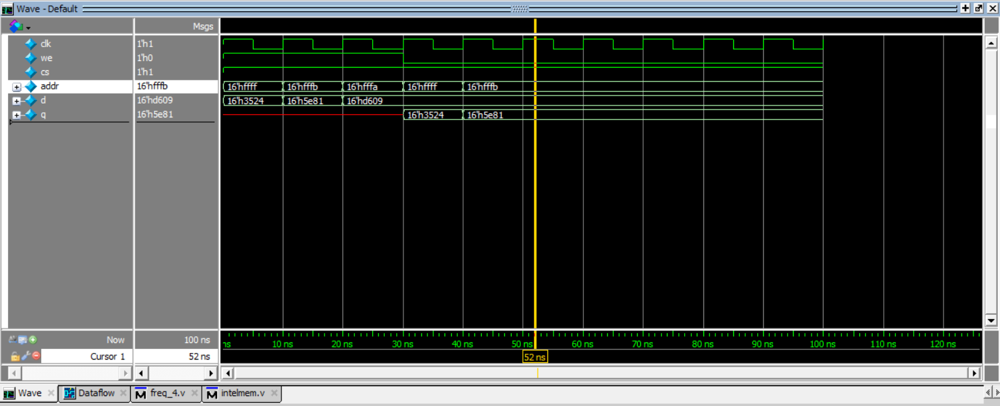 Wave - Default
Msgs
clk 1'h1
we 1'h0
cs 1'h1
addr 16'hfffb 16'hffff 16'hfffb 16'hfffa 16'hffff 16'hfffb
d 16'hd609 16'h3524 16'h5e81 16'hd609
q 16'h5e81 16'h3524 16'h5e81
Now 100 ns ns 10 ns 20 ns 30 ns 40 ns 50 ns 60 ns 70 ns 80 ns 90 ns 100 ns 110 ns 120 ns
Cursor 1 52 ns 52 ns
Wave Dataflow freq_4.v intelmem.v